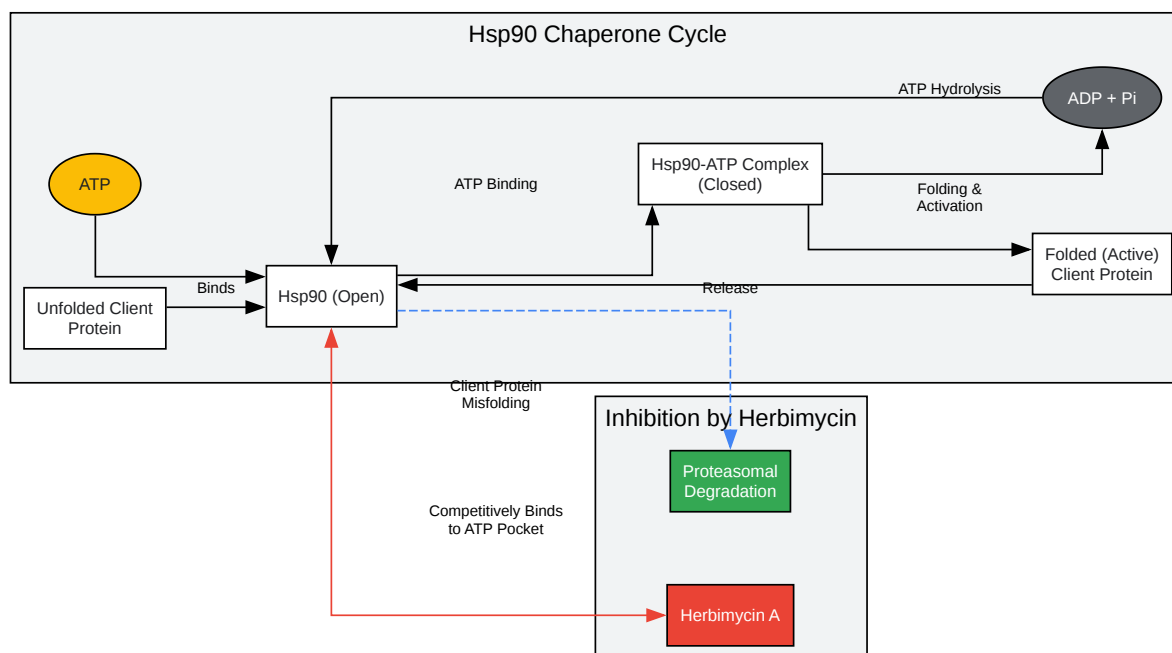 Hsp90 Chaperone Cycle
ATP Hydrolysis
ADP + Pi
ATP
ATP Binding
Hsp90-ATP Complex
(Closed)
Folding &
Activation
Unfolded Client
Protein
Binds
Hsp90 (Open)
Release
Folded (Active)
Client Protein
Client Protein
Misfolding
Inhibition by Herbimycin
Proteasomal
Degradation
Competitively Binds
to ATP Pocket
Herbimycin A